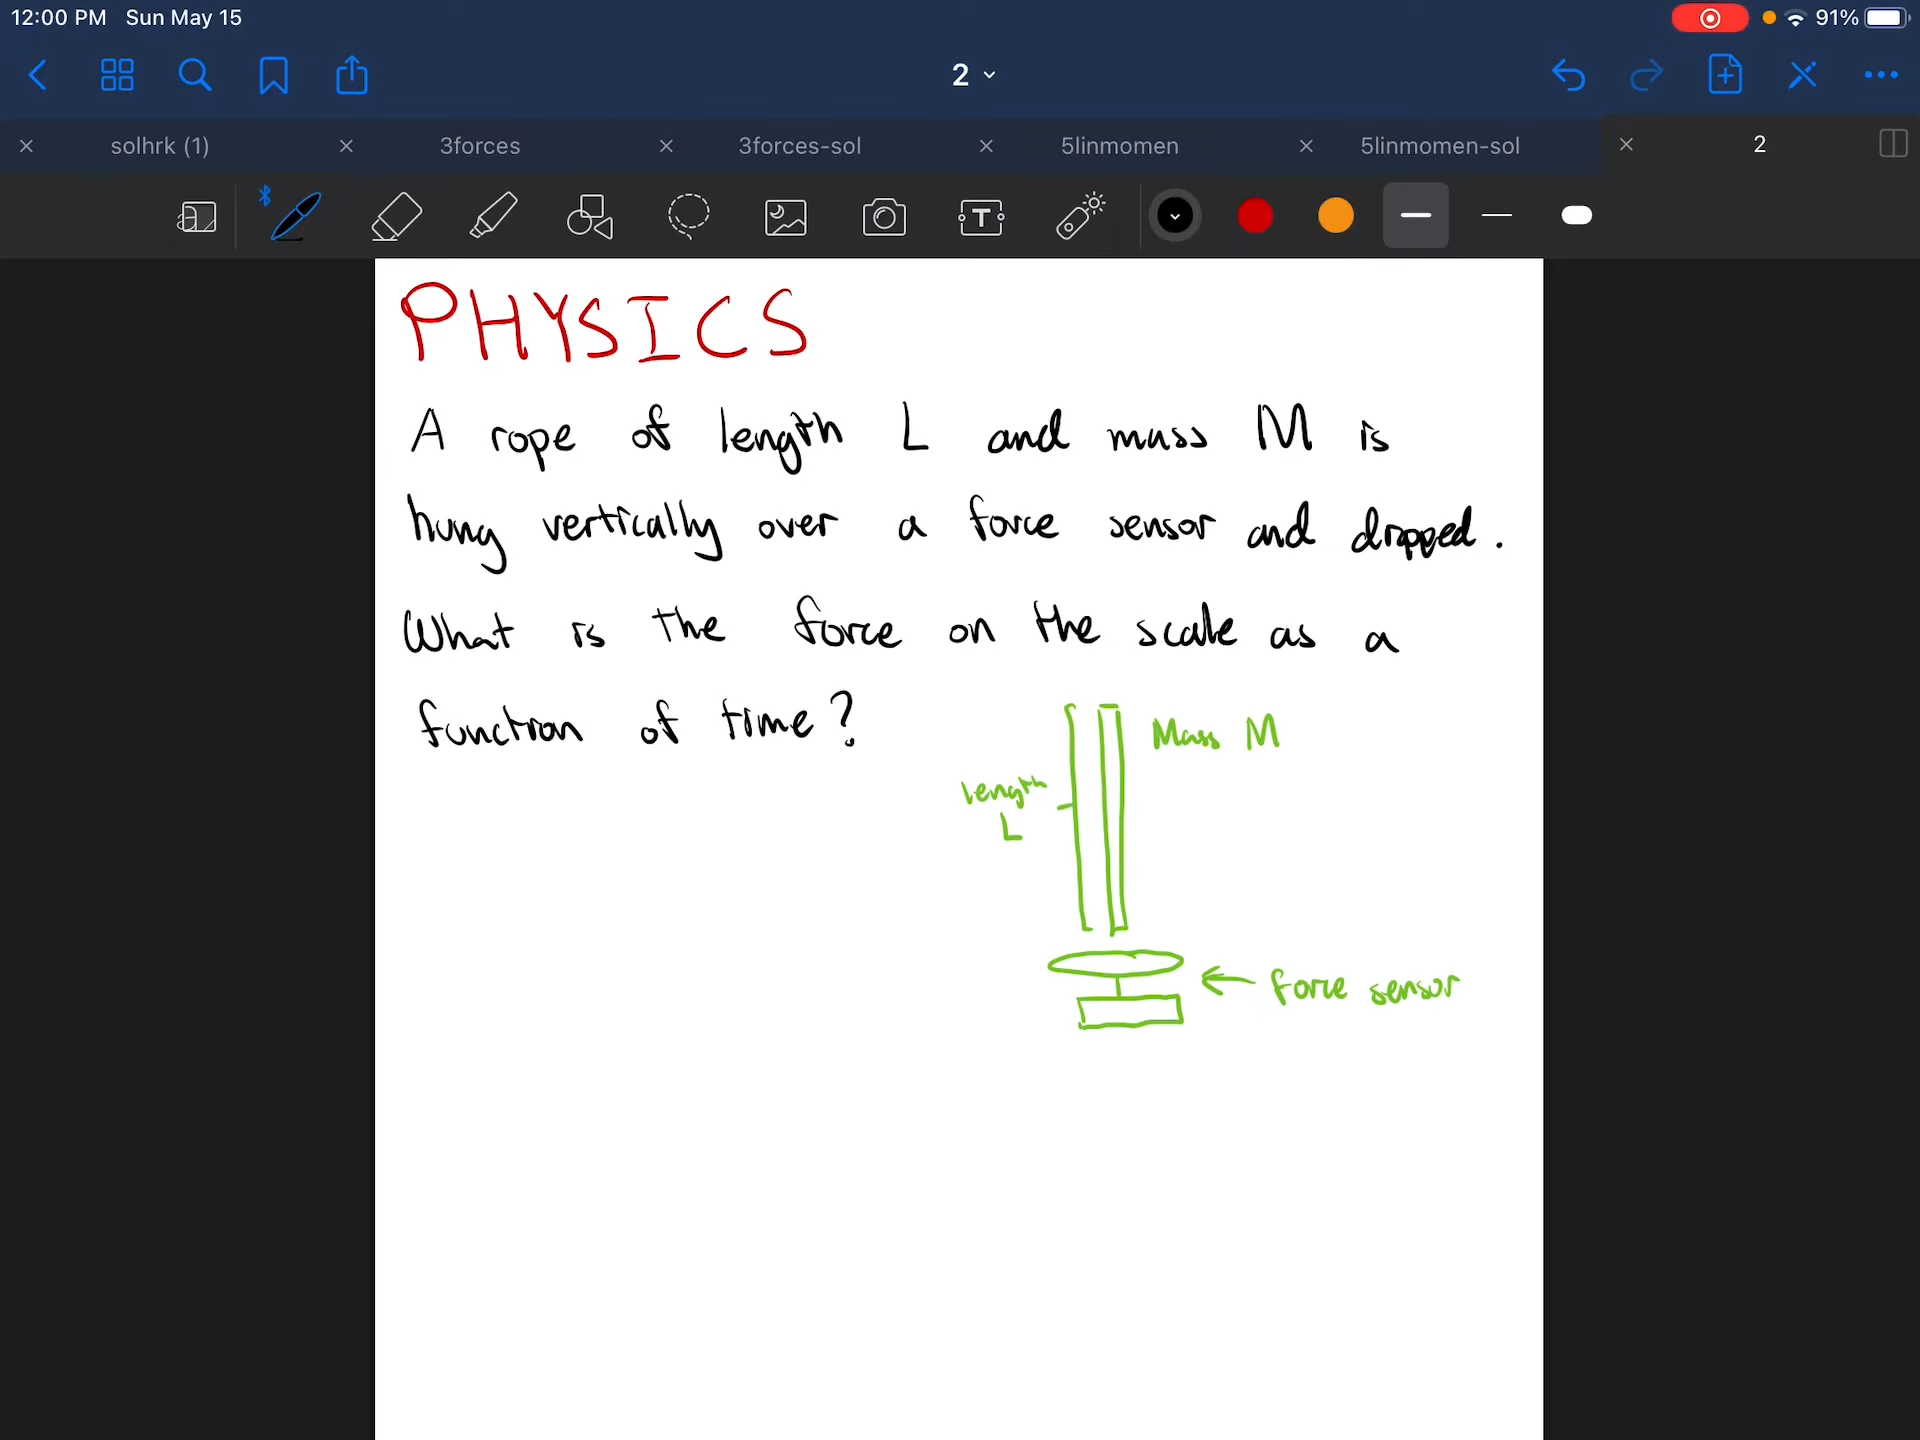 12:00 PM Sun May 15 91%
2
solhrk (1) 3forces 3forces-sol 5linmomen 5linmomen-sol 2
a T
PHYSICS
A rope of length L and mass M is
hung vertically over a force sensor and dropped.
What is the force on the scale as a
function of time?
Mass M
length
L
force sensor